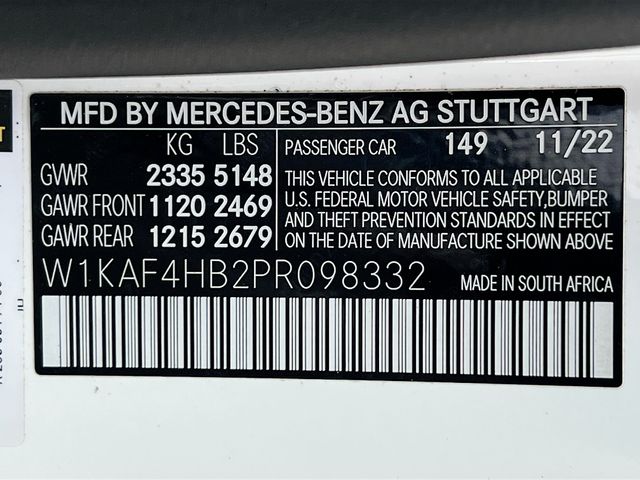 MFD BY MERCEDES-BENZ AG STUTTGART
KG LBS
GVWR 2335 5148
GAWR FRONT 1120 2469
GAWR REAR 1215 2679
PASSENGER CAR 149 11/22
THIS VEHICLE CONFORMS TO ALL APPLICABLE
U.S. FEDERAL MOTOR VEHICLE SAFETY,BUMPER
AND THEFT PREVENTION STANDARDS IN EFFECT
ON THE DATE OF MANUFACTURE SHOWN ABOVE
W1KAF4HB2PR098332
MADE IN SOUTH AFRICA